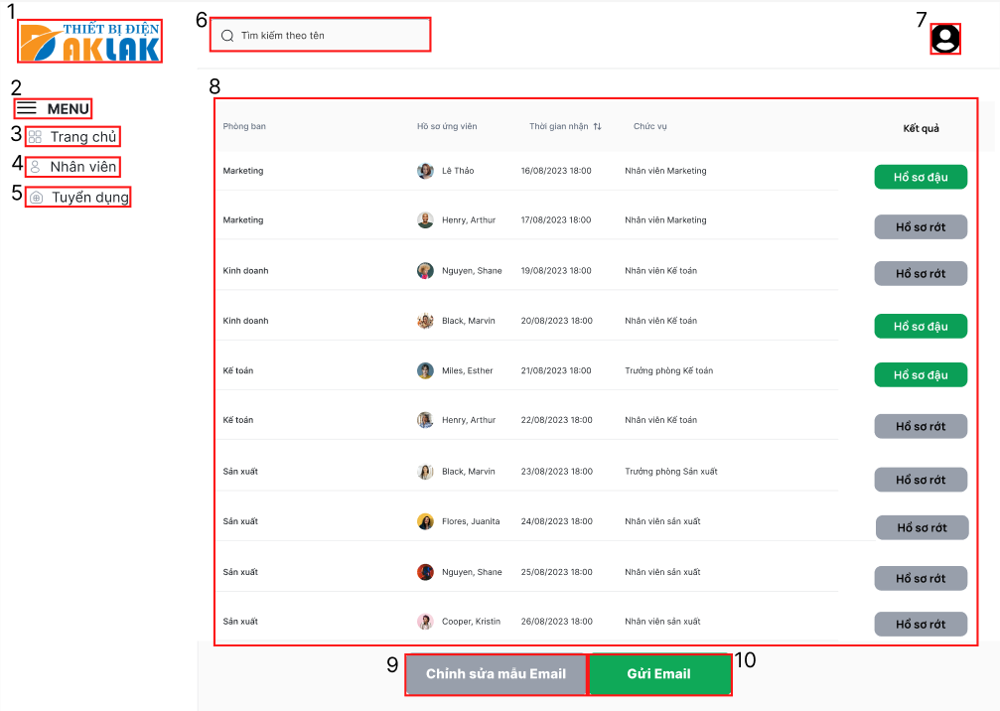 1
THIẾT BỊ ĐIỆN
ĐAKLAK
6
Tìm kiếm theo tên
7
2
MENU
3 Trang chủ
4 Nhân viên
5 Tuyển dụng
8
Phòng ban Hồ sơ ứng viên Thời gian nhận Chức vụ Kết quả
Marketing Lê Thảo 16/08/2023 18:00 Nhân viên Marketing Hồ sơ đậu
Marketing Henry, Arthur 17/08/2023 18:00 Nhân viên Marketing Hồ sơ rớt
Kinh doanh Nguyen, Shane 19/08/2023 18:00 Nhân viên Kế toán Hồ sơ rớt
Kinh doanh Black, Marvin 20/08/2023 18:00 Nhân viên Kế toán Hồ sơ đậu
Kế toán Miles, Esther 21/08/2023 18:00 Trưởng phòng Kế toán Hồ sơ đậu
Kế toán Henry, Arthur 22/08/2023 18:00 Nhân viên Kế toán Hồ sơ rớt
Sản xuất Black, Marvin 23/08/2023 18:00 Trưởng phòng Sản xuất Hồ sơ rớt
Sản xuất Flores, Juanita 24/08/2023 18:00 Nhân viên sản xuất Hồ sơ rớt
Sản xuất Nguyen, Shane 25/08/2023 18:00 Nhân viên sản xuất Hồ sơ rớt
Sản xuất Cooper, Kristin 26/08/2023 18:00 Nhân viên sản xuất Hồ sơ rớt
9 Chỉnh sửa mẫu Email Gửi Email 10